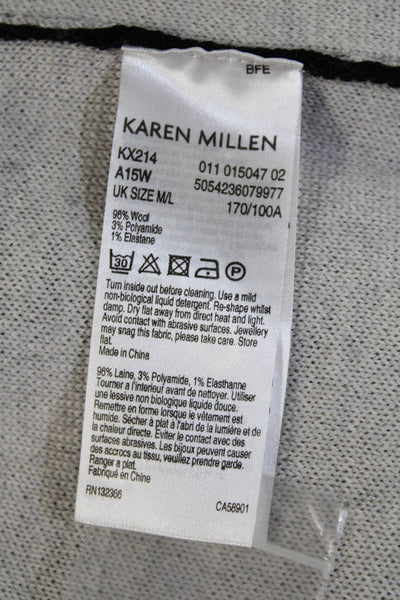 BFE
KAREN MILLEN
KX214 011 015047 02
A15W 5054236079977
UK SIZE M/L 170/100A
96% Wool
3% Polyamide
1% Elastane
30 P
Turn inside out before cleaning. Use a mild
non-biological liquid detergent. Re-shape whilst
damp. Dry flat away from direct heat and light.
Avoid contact with abrasive surfaces. Jewellery
may snag this fabric, please take care. Store
flat.
Made in China
96% Laine, 3% Polyamide, 1% Elasthanne
Tourner a l'interieur avant de nettoyer. Utiliser
une lessive non biologique liquide douce.
Remettre en forme lorsque le vêtement est
humide. Sécher à plat à l'abri de la lumière et de
la chaleur directe. Eviter le contact avec des
surfaces abrasives. Les bijoux peuvent causer
des accrocs au tissu, veuillez prendre garde.
Ranger a plat.
Fabriqué en Chine
RN132366 CA58901